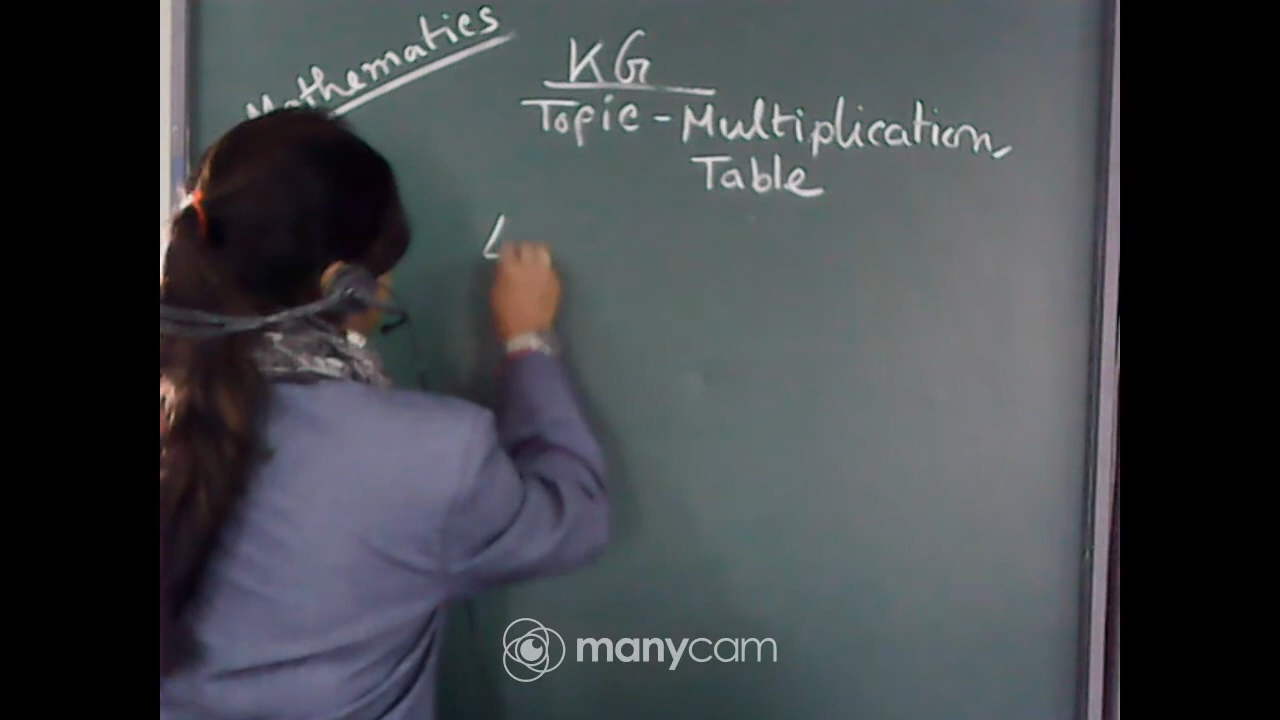 Mathematics
KG
Topic - Multiplication
Table
manycam